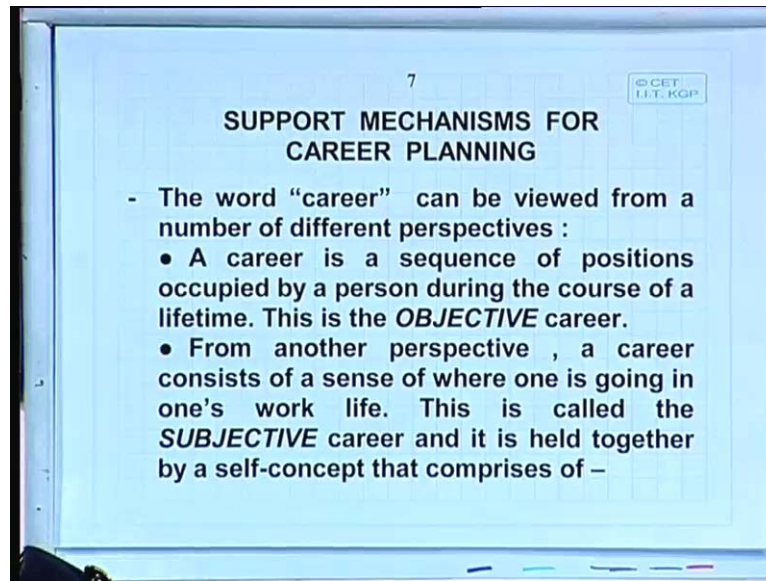 7
© CET
I.I.T. KGP
SUPPORT MECHANISMS FOR
CAREER PLANNING
- The word “career” can be viewed from a
number of different perspectives :
● A career is a sequence of positions
occupied by a person during the course of a
lifetime. This is the OBJECTIVE career.
● From another perspective , a career
consists of a sense of where one is going in
one’s work life. This is called the
SUBJECTIVE career and it is held together
by a self-concept that comprises of –